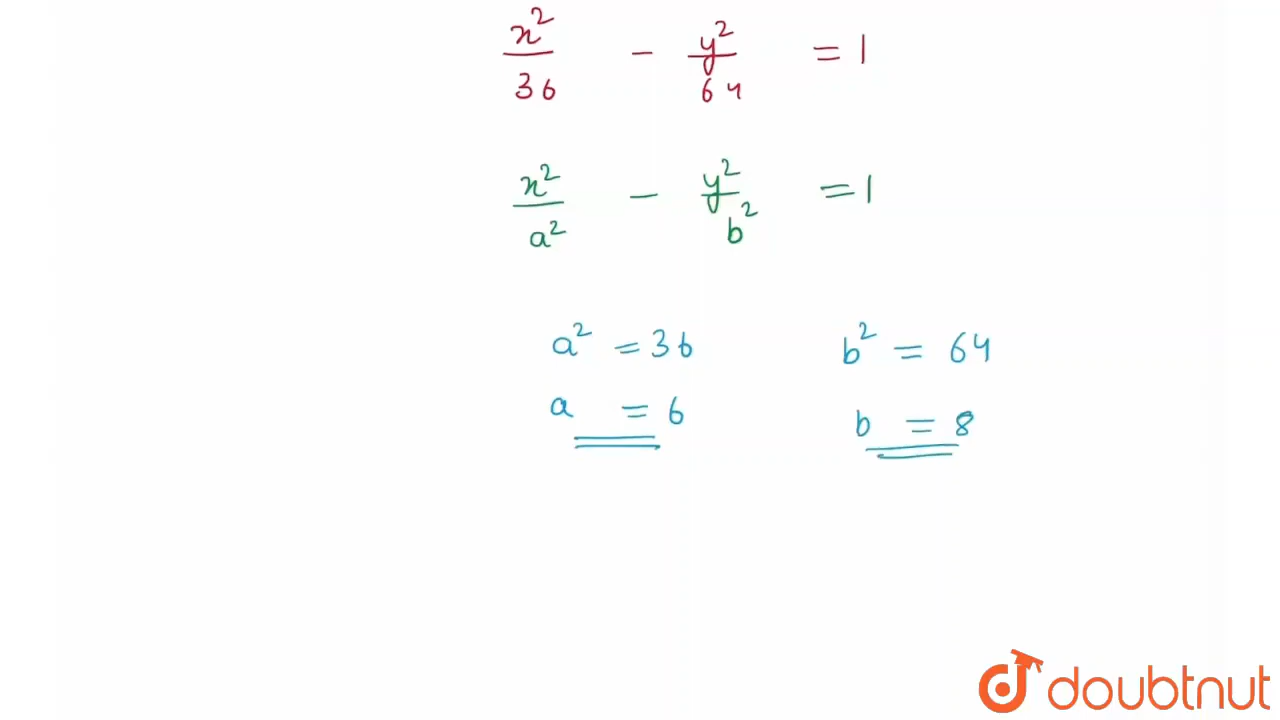 x²/36 - y²/64 = 1
x²/a² - y²/b² = 1
a² = 36 b² = 64
a = 6 b = 8
doubtnut